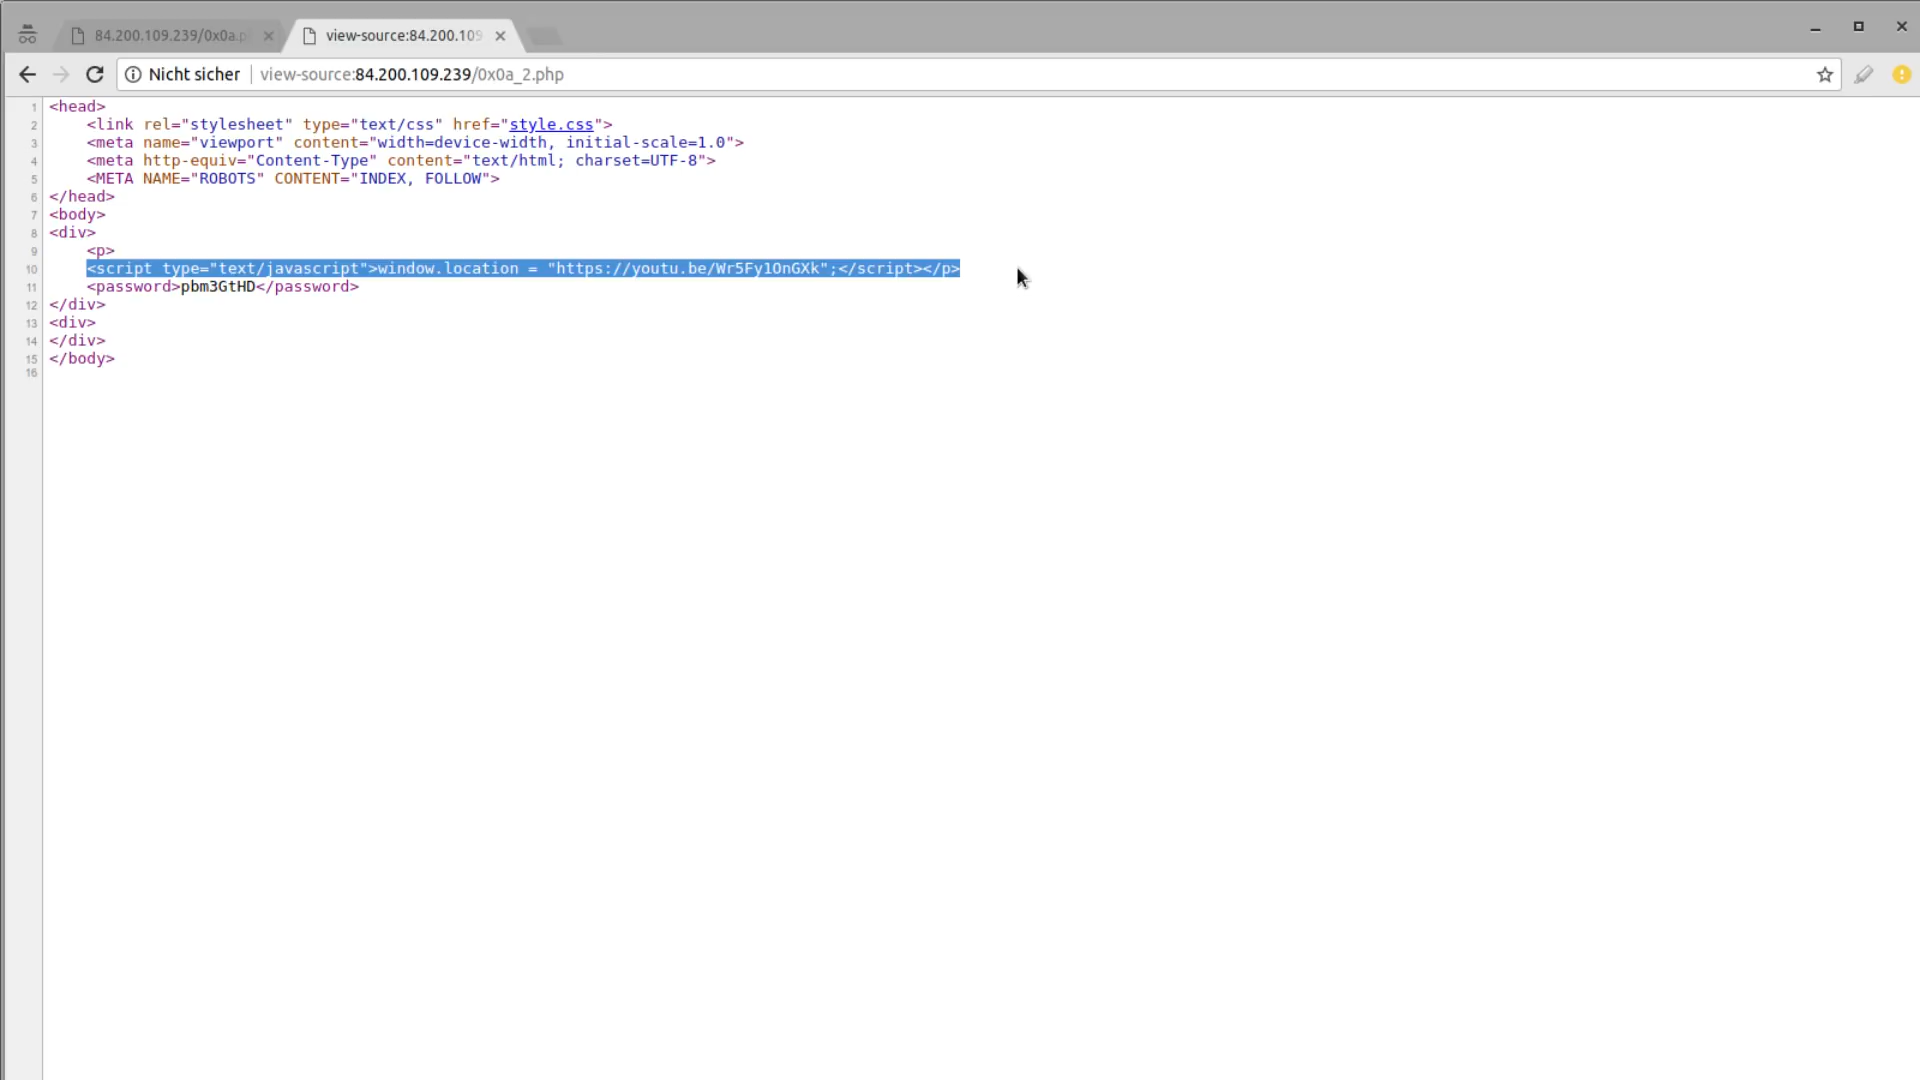 84.200.109.239/0x0a.p
view-source:84.200.109
Nicht sicher view-source:84.200.109.239/0x0a_2.php
1 <head>
2 <link rel="stylesheet" type="text/css" href="style.css">
3 <meta name="viewport" content="width=device-width, initial-scale=1.0">
4 <meta http-equiv="Content-Type" content="text/html; charset=UTF-8">
5 <META NAME="ROBOTS" CONTENT="INDEX, FOLLOW">
6 </head>
7 <body>
8 <div>
9 <p>
10 <script type="text/javascript">window.location = "https://youtu.be/Wr5Fy1OnGXk";</script></p>
11 <password>pbm3GtHD</password>
12 </div>
13 <div>
14 </div>
15 </body>
16